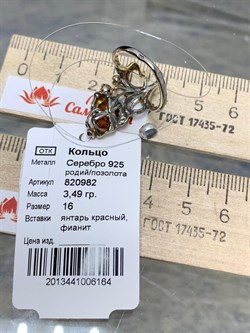 ГОСТ 17435-72
ОТК Кольцо
Металл Серебро 925
родий/позолота
Артикул 820982
Масса 3,49 гр.
Размер 16
Вставки янтарь красный,
фианит
Цена изд.
2013441006164
ГОСТ 17435-72